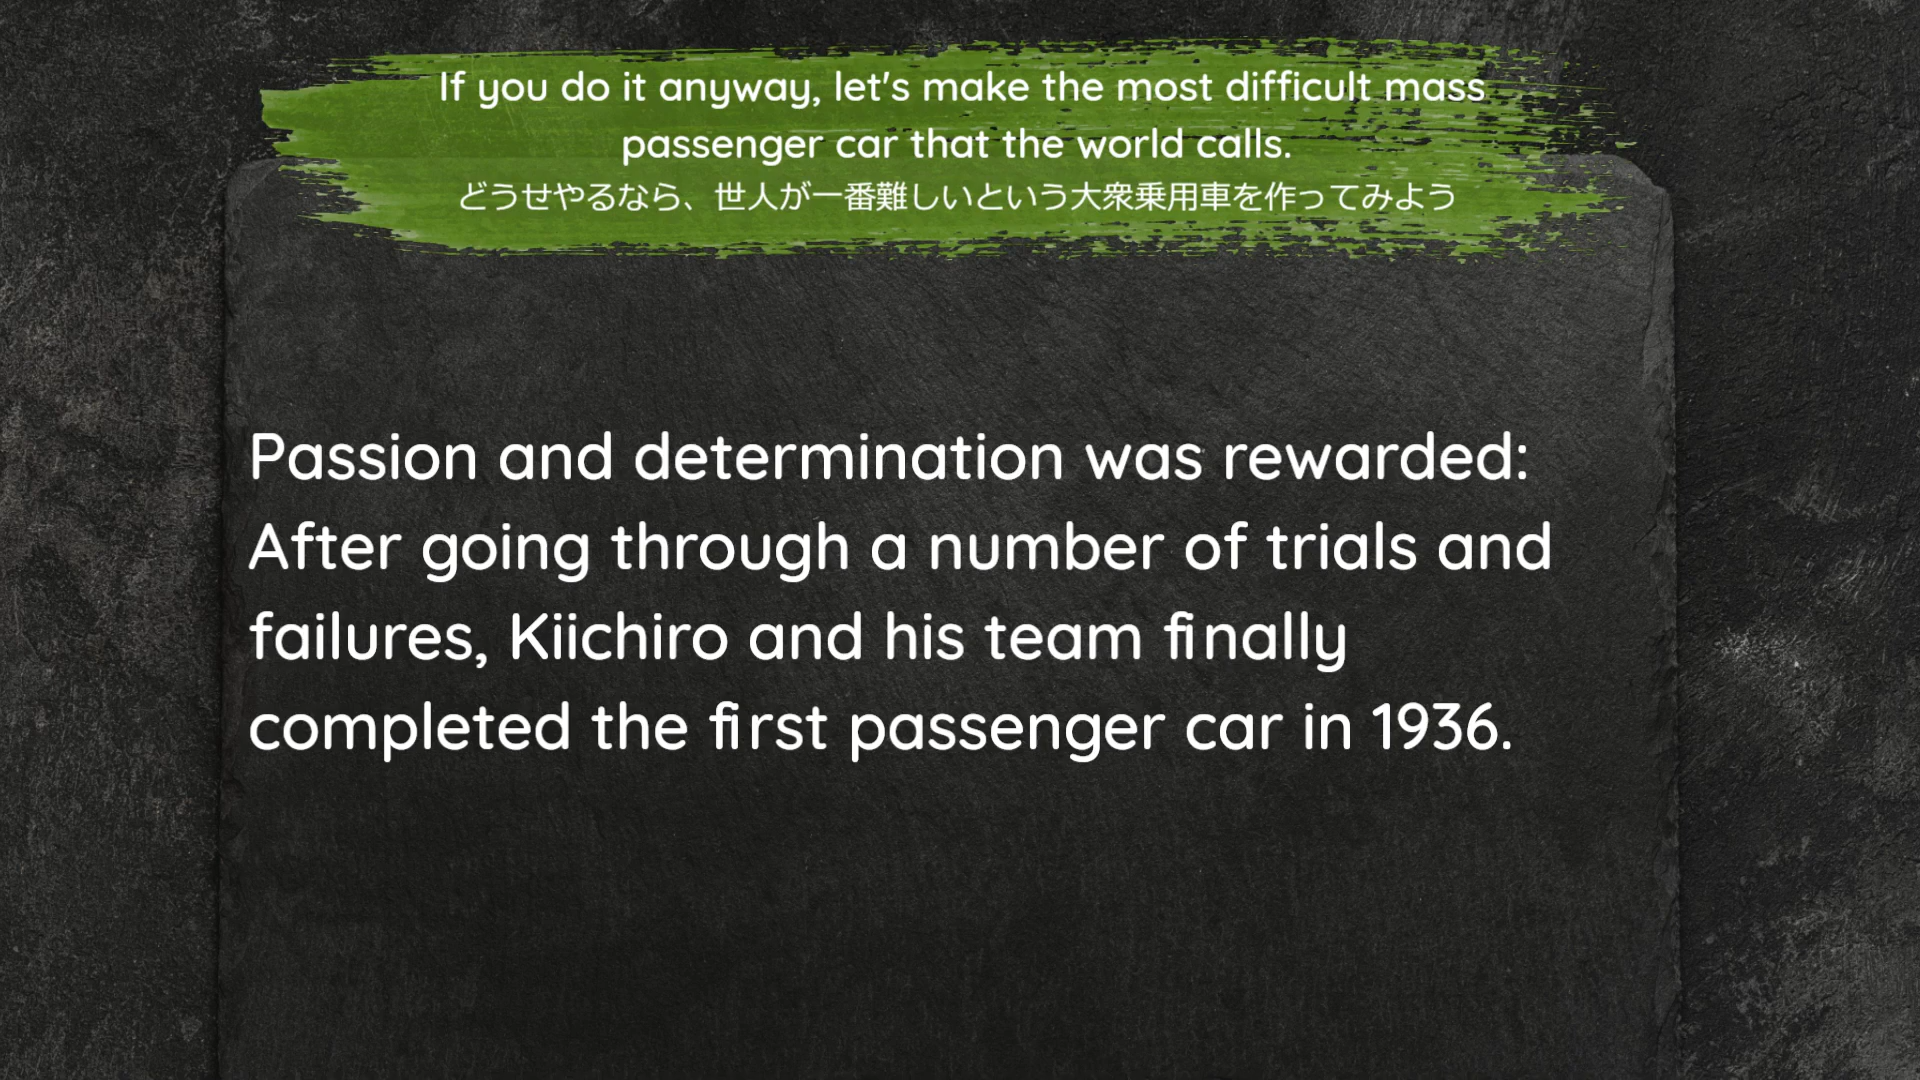 If you do it anyway, let's make the most difficult mass
passenger car that the world calls.
どうせやるなら、世人が一番難しいという大衆乗用車を作ってみよう
Passion and determination was rewarded:
After going through a number of trials and
failures, Kiichiro and his team finally
completed the first passenger car in 1936.